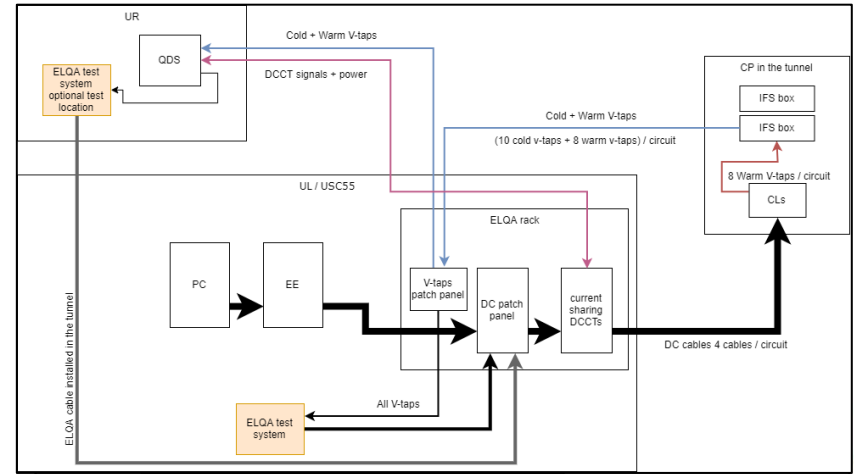 UR
QDS
ELQA test
system
optional test
location
Cold + Warm V-taps
DCCT signals + power
CP in the tunnel
IFS box
IFS box
Cold + Warm V-taps
(10 cold v-taps + 8 warm v-taps) / circuit
8 Warm V-taps / circuit
CLs
UL / USC55
ELQA rack
PC
EE
V-taps
patch panel
DC patch
panel
current
sharing
DCCTs
DC cables 4 cables / circuit
All V-taps
ELQA test
system
ELQA cable installed in the tunnel